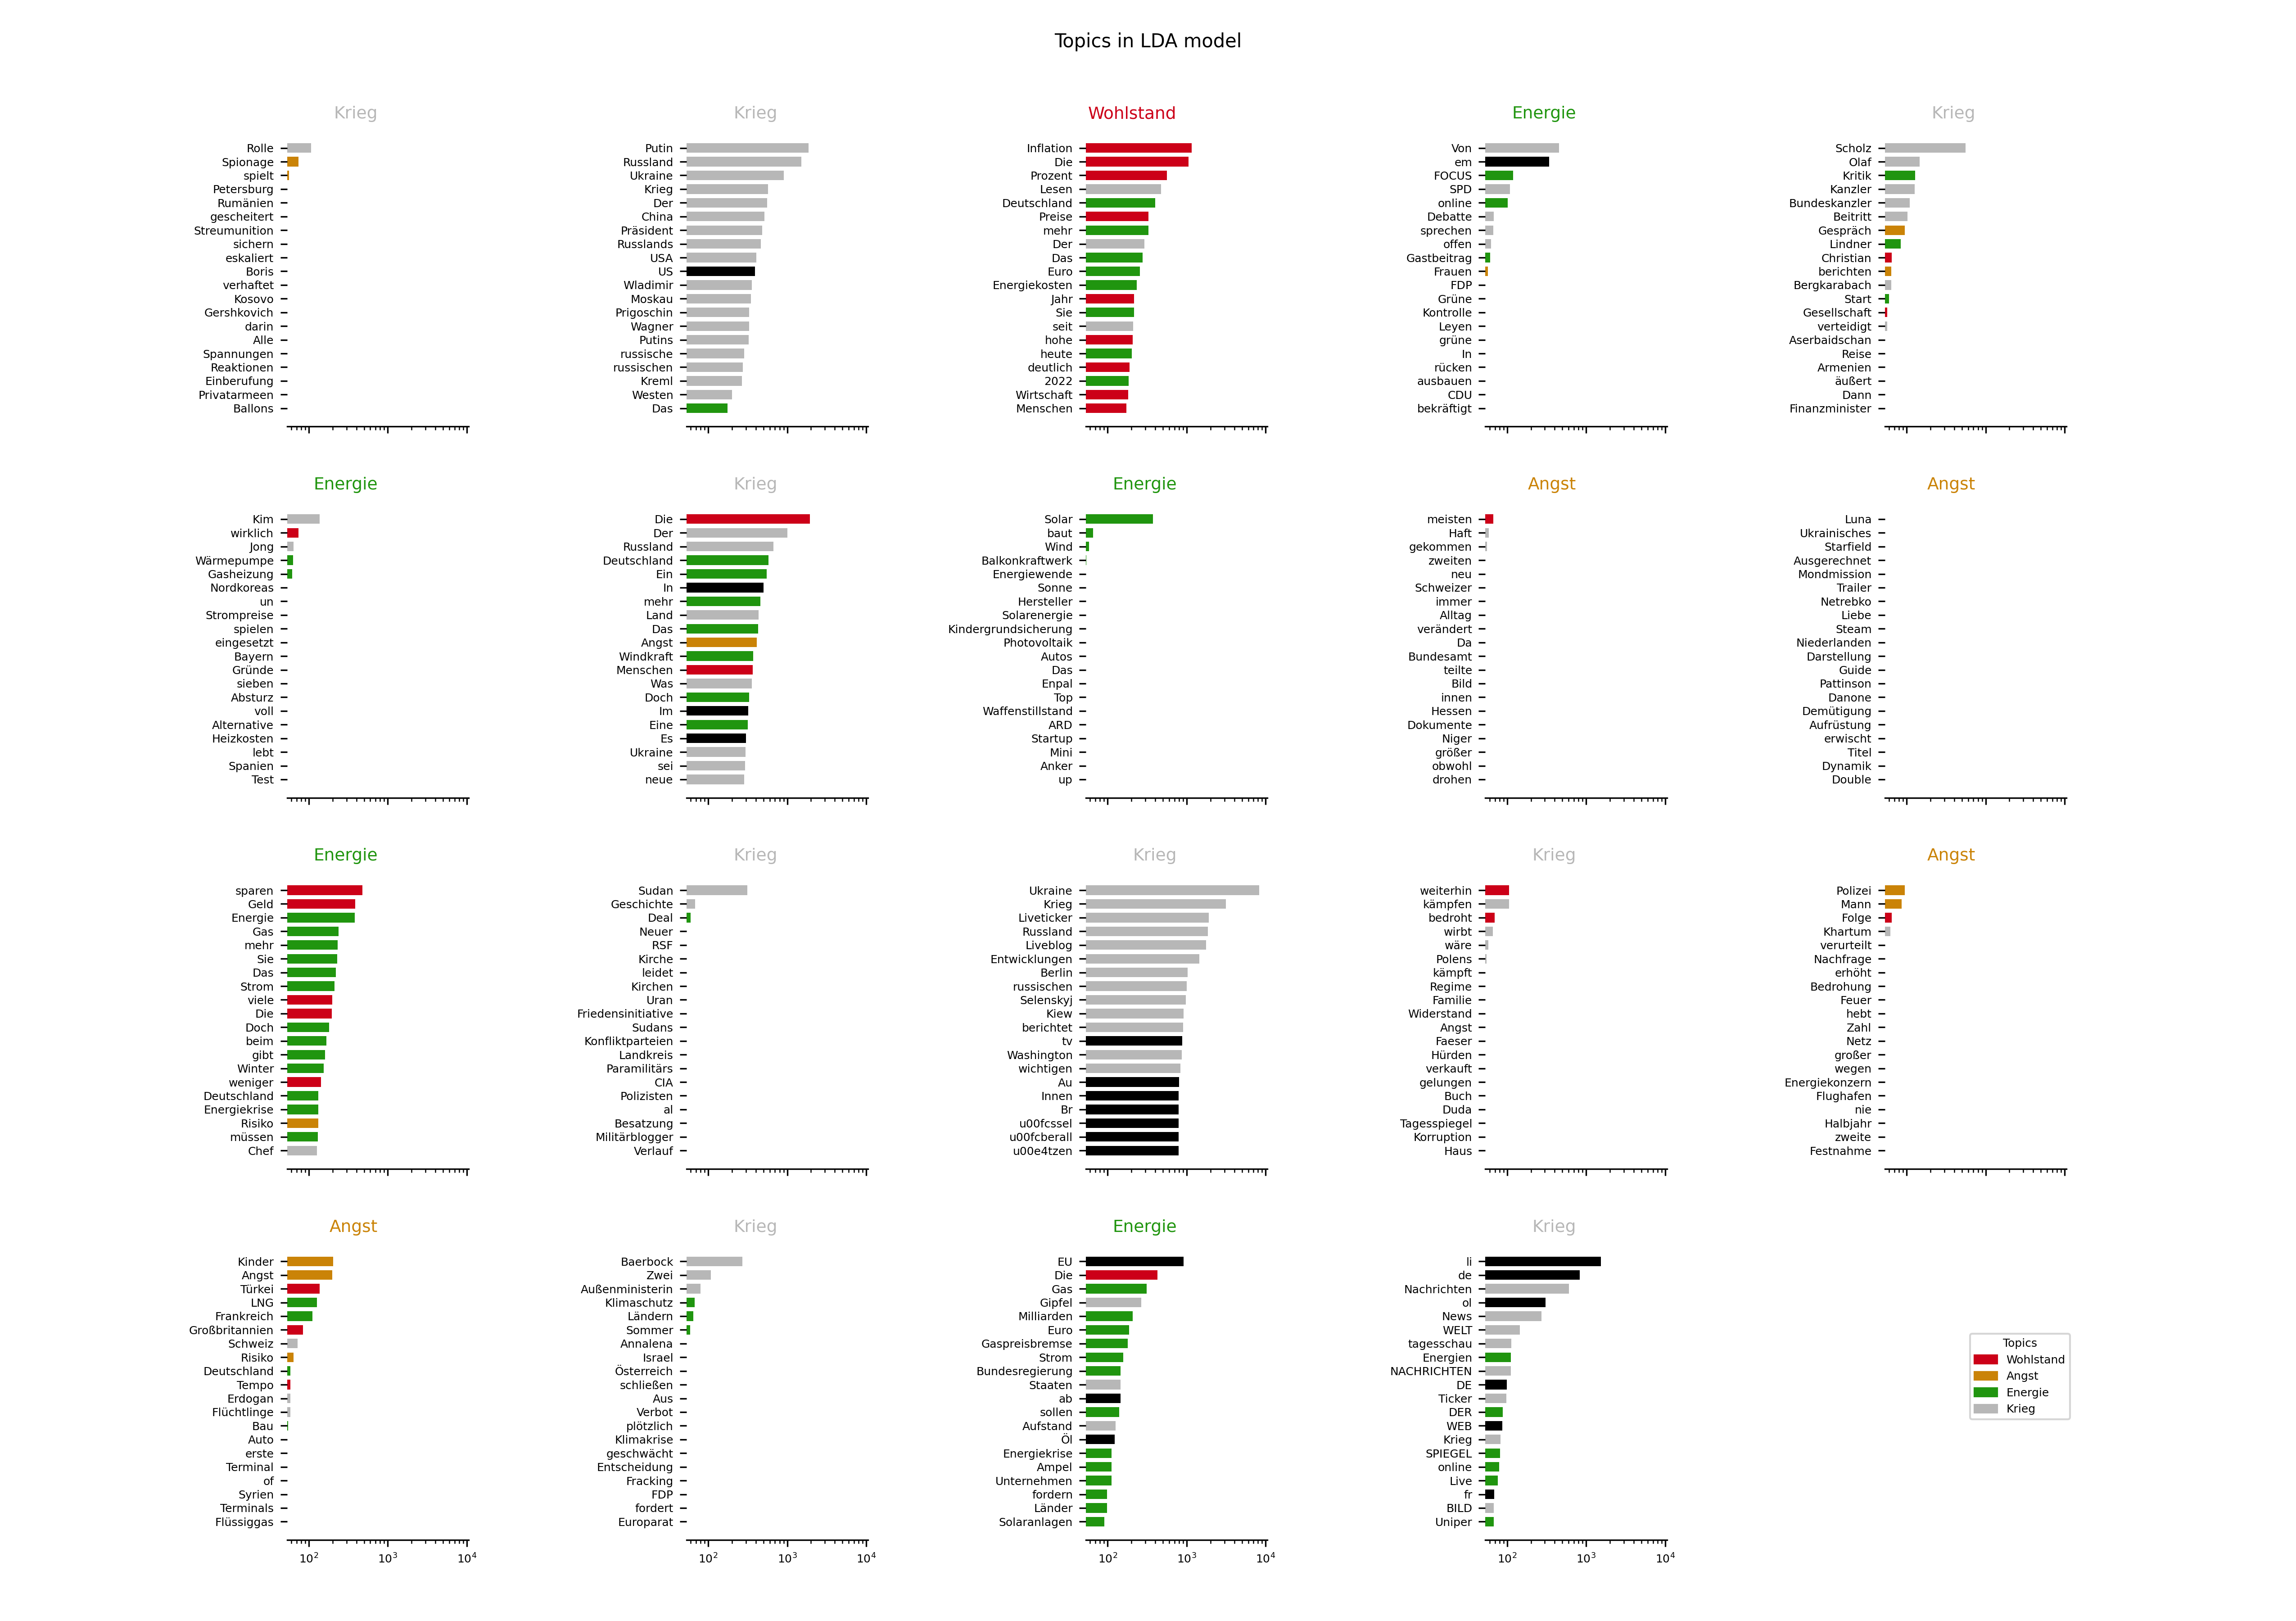 Topics in LDA model
Krieg
Rolle
Spionage
spielt
Petersburg
Rumänien
gescheitert
Streumunition
sichern
eskaliert
Boris
verhaftet
Kosovo
Gershkovich
darin
Alle
Spannungen
Reaktionen
Einberufung
Privatarmeen
Ballons
Krieg
Putin
Russland
Ukraine
Krieg
Der
China
Präsident
Russlands
USA
US
Wladimir
Moskau
Prigoschin
Wagner
Putins
russische
russischen
Kreml
Westen
Das
Wohlstand
Inflation
Die
Prozent
Lesen
Deutschland
Preise
mehr
Der
Das
Euro
Energiekosten
Jahr
Sie
seit
hohe
heute
deutlich
2022
Wirtschaft
Menschen
Energie
Von
em
FOCUS
SPD
online
Debatte
sprechen
offen
Gastbeitrag
Frauen
FDP
Grüne
Kontrolle
Leyen
grüne
In
rücken
ausbauen
CDU
bekräftigt
Krieg
Scholz
Olaf
Kritik
Kanzler
Bundeskanzler
Beitritt
Gespräch
Lindner
Christian
berichten
Bergkarabach
Start
Gesellschaft
verteidigt
Aserbaidschan
Reise
Armenien
äußert
Dann
Finanzminister
Energie
Kim
wirklich
Jong
Wärmepumpe
Gasheizung
Nordkoreas
un
Strompreise
spielen
eingesetzt
Bayern
Gründe
sieben
Absturz
voll
Alternative
Heizkosten
lebt
Spanien
Test
Krieg
Die
Der
Russland
Deutschland
Ein
In
mehr
Land
Das
Angst
Windkraft
Menschen
Was
Doch
Im
Eine
Es
Ukraine
sei
neue
Energie
Solar
baut
Wind
Balkonkraftwerk
Energiewende
Sonne
Hersteller
Solarenergie
Kindergrundsicherung
Photovoltaik
Autos
Das
Enpal
Top
Waffenstillstand
ARD
Startup
Mini
Anker
up
Angst
meisten
Haft
gekommen
zweiten
neu
Schweizer
immer
Alltag
verändert
Da
Bundesamt
teilte
Bild
innen
Hessen
Dokumente
Niger
größer
obwohl
drohen
Angst
Luna
Ukrainisches
Starfield
Ausgerechnet
Mondmission
Trailer
Netrebko
Liebe
Steam
Niederlanden
Darstellung
Guide
Pattinson
Danone
Demütigung
Aufrüstung
erwischt
Titel
Dynamik
Double
Energie
sparen
Geld
Energie
Gas
mehr
Sie
Das
Strom
viele
Die
Doch
beim
gibt
Winter
weniger
Deutschland
Energiekrise
Risiko
müssen
Chef
Krieg
Sudan
Geschichte
Deal
Neuer
RSF
Kirche
leidet
Kirchen
Uran
Friedensinitiative
Sudans
Konfliktparteien
Landkreis
Paramilitärs
CIA
Polizisten
al
Besatzung
Militärblogger
Verlauf
Krieg
Ukraine
Krieg
Liveticker
Russland
Liveblog
Entwicklungen
Berlin
russischen
Selenskyj
Kiew
berichtet
tv
Washington
wichtigen
Au
Innen
Br
u00fcssel
u00fcberall
u00e4tzen
Krieg
weiterhin
kämpfen
bedroht
wirbt
wäre
Polens
kämpft
Regime
Familie
Widerstand
Angst
Faeser
Hürden
verkauft
gelungen
Buch
Duda
Tagesspiegel
Korruption
Haus
Angst
Polizei
Mann
Folge
Khartum
verurteilt
Nachfrage
erhöht
Bedrohung
Feuer
hebt
Zahl
Netz
großer
wegen
Energiekonzern
Flughafen
nie
Halbjahr
zweite
Festnahme
Angst
Kinder
Angst
Türkei
LNG
Frankreich
Großbritannien
Schweiz
Risiko
Deutschland
Tempo
Erdogan
Flüchtlinge
Bau
Auto
erste
Terminal
of
Syrien
Terminals
Flüssiggas
10² 10³ 10⁴
Krieg
Baerbock
Zwei
Außenministerin
Klimaschutz
Ländern
Sommer
Annalena
Israel
Österreich
schließen
Aus
Verbot
plötzlich
Klimakrise
geschwächt
Entscheidung
Fracking
FDP
fordert
Europarat
10² 10³ 10⁴
Energie
EU
Die
Gas
Gipfel
Milliarden
Euro
Gaspreisbremse
Strom
Bundesregierung
Staaten
ab
sollen
Aufstand
Öl
Energiekrise
Ampel
Unternehmen
fordern
Länder
Solaranlagen
10² 10³ 10⁴
Krieg
li
de
Nachrichten
ol
News
WELT
tagesschau
Energien
NACHRICHTEN
DE
Ticker
DER
WEB
Krieg
SPIEGEL
online
Live
fr
BILD
Uniper
10² 10³ 10⁴
Topics
Wohlstand
Angst
Energie
Krieg